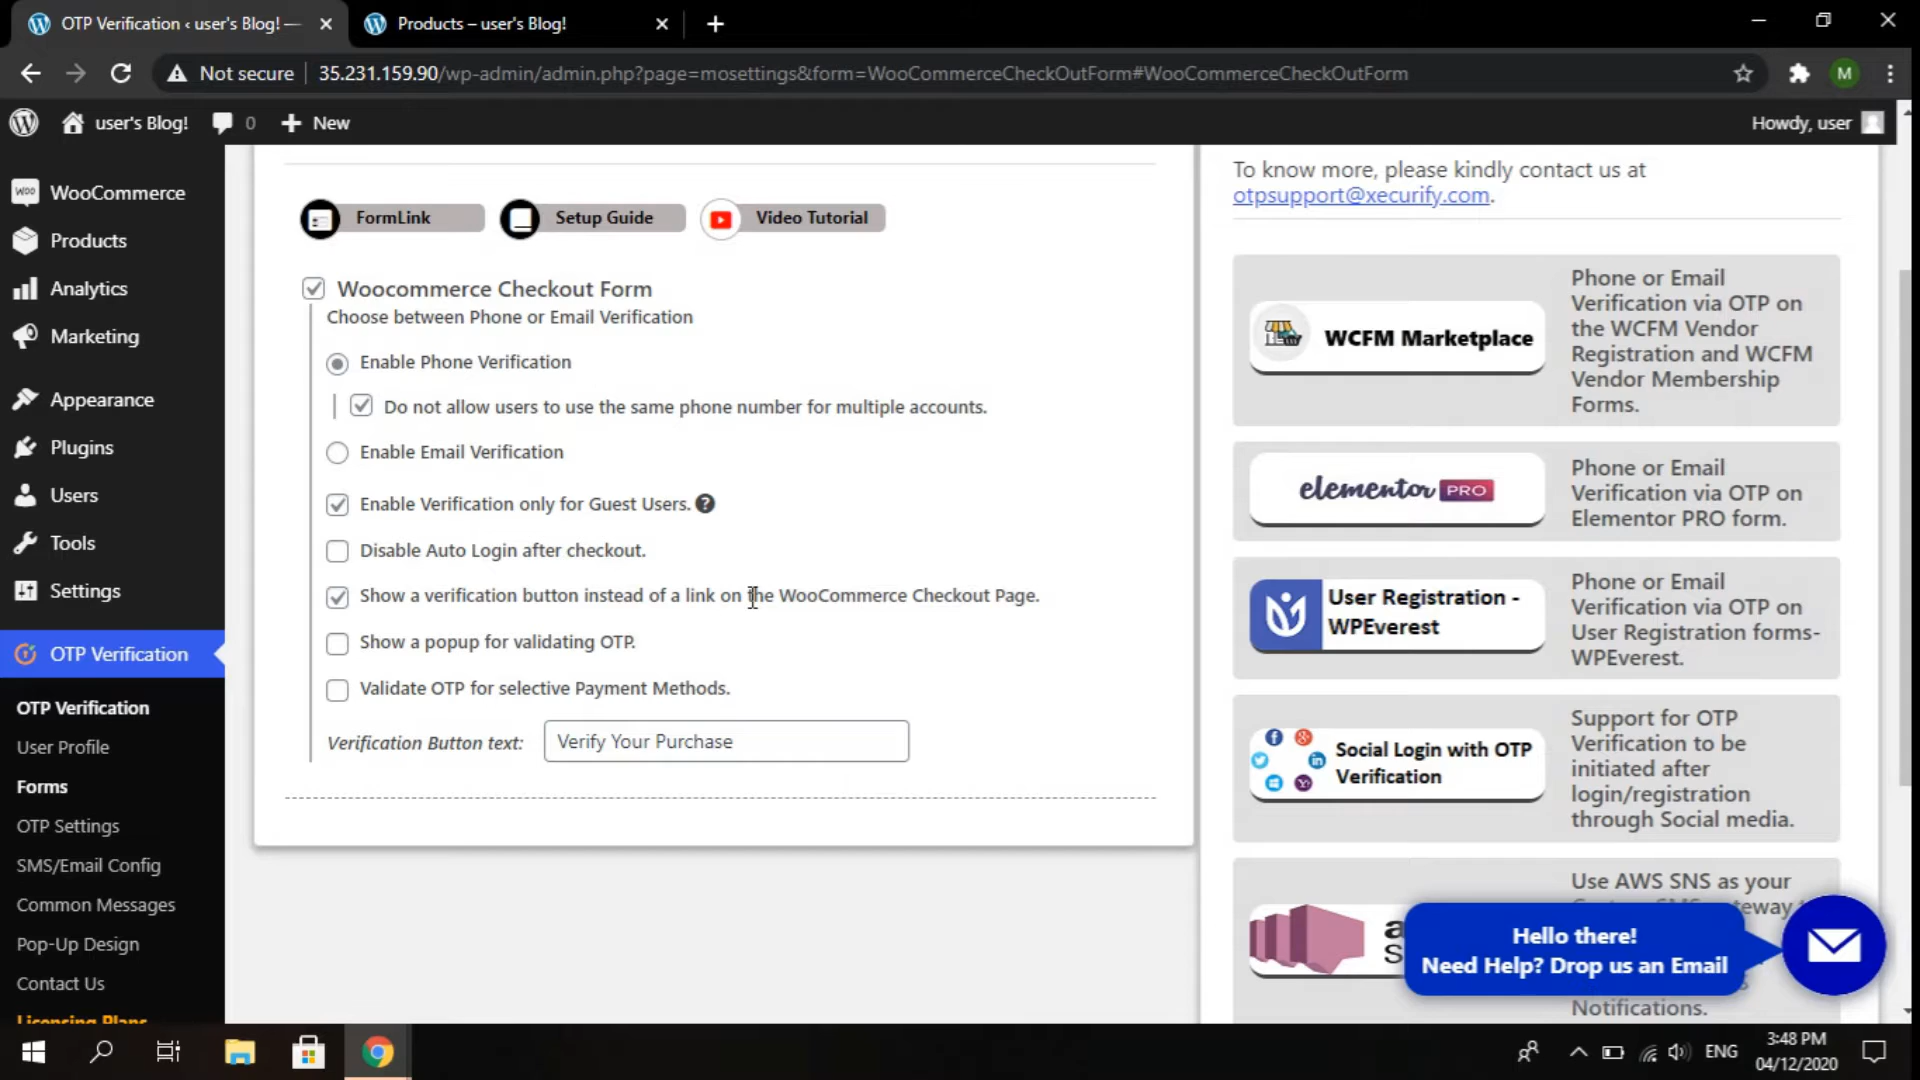 OTP Verification ‹ user's Blog! —
Products – user's Blog!
Not secure
35.231.159.90/wp-admin/admin.php?page=mosettings&form=WooCommerceCheckOutForm#WooCommerceCheckOutForm
M
user's Blog!
0
New
Howdy, user
WooCommerce
Products
Analytics
Marketing
Appearance
Plugins
Users
Tools
Settings
OTP Verification
OTP Verification
User Profile
Forms
OTP Settings
SMS/Email Config
Common Messages
Pop-Up Design
Contact Us
Licensing Plans
FormLink
Setup Guide
Video Tutorial
Woocommerce Checkout Form
Choose between Phone or Email Verification
Enable Phone Verification
Do not allow users to use the same phone number for multiple accounts.
Enable Email Verification
Enable Verification only for Guest Users. ?
Disable Auto Login after checkout.
Show a verification button instead of a link on the WooCommerce Checkout Page.
Show a popup for validating OTP.
Validate OTP for selective Payment Methods.
Verification Button text:
Verify Your Purchase
To know more, please kindly contact us at
otpsupport@xecurify.com.
WCFM Marketplace
Phone or Email
Verification via OTP on
the WCFM Vendor
Registration and WCFM
Vendor Membership
Forms.
elementor PRO
Phone or Email
Verification via OTP on
Elementor PRO form.
User Registration -
WPEverest
Phone or Email
Verification via OTP on
User Registration forms-
WPEverest.
Social Login with OTP
Verification
Support for OTP
Verification to be
initiated after
login/registration
through Social media.
Use AWS SNS as your
Notifications.
Hello there!
Need Help? Drop us an Email
ENG
3:48 PM
04/12/2020